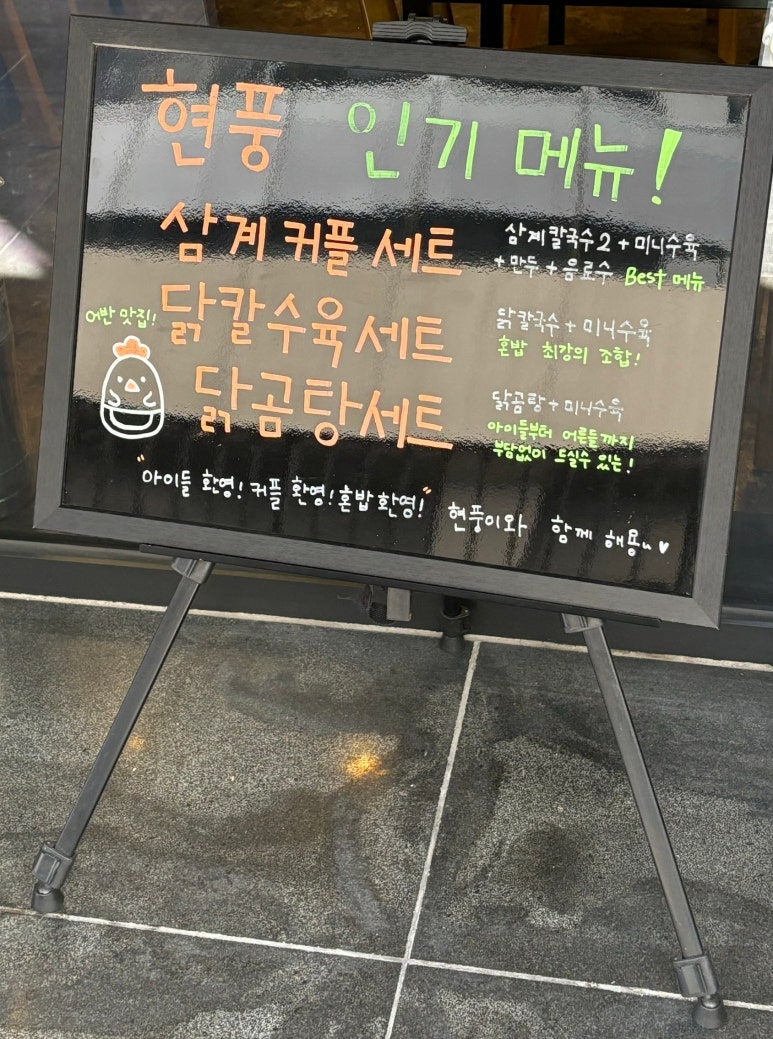 현풍 인기 메뉴!
삼계 커플 세트
삼계칼국수2 + 미니수육
+ 만두 + 음료수 Best 메뉴
어반 맛집!
닭칼수육세트
닭칼국수 + 미니수육
혼밥 최강의 조합!
닭곰탕세트
닭곰탕 + 미니수육
아이들부터 어른들까지
부담없이 드실수 있는!
"아이들 환영! 커플 환영! 혼밥 환영!" 현풍이와 함께 해용~ ♥